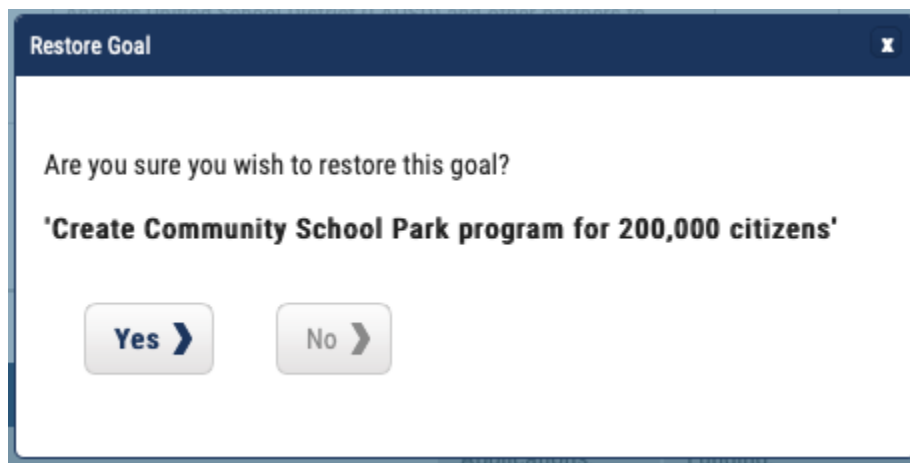 Restore Goal
x
Are you sure you wish to restore this goal?
'Create Community School Park program for 200,000 citizens'
Yes ❯
No ❯